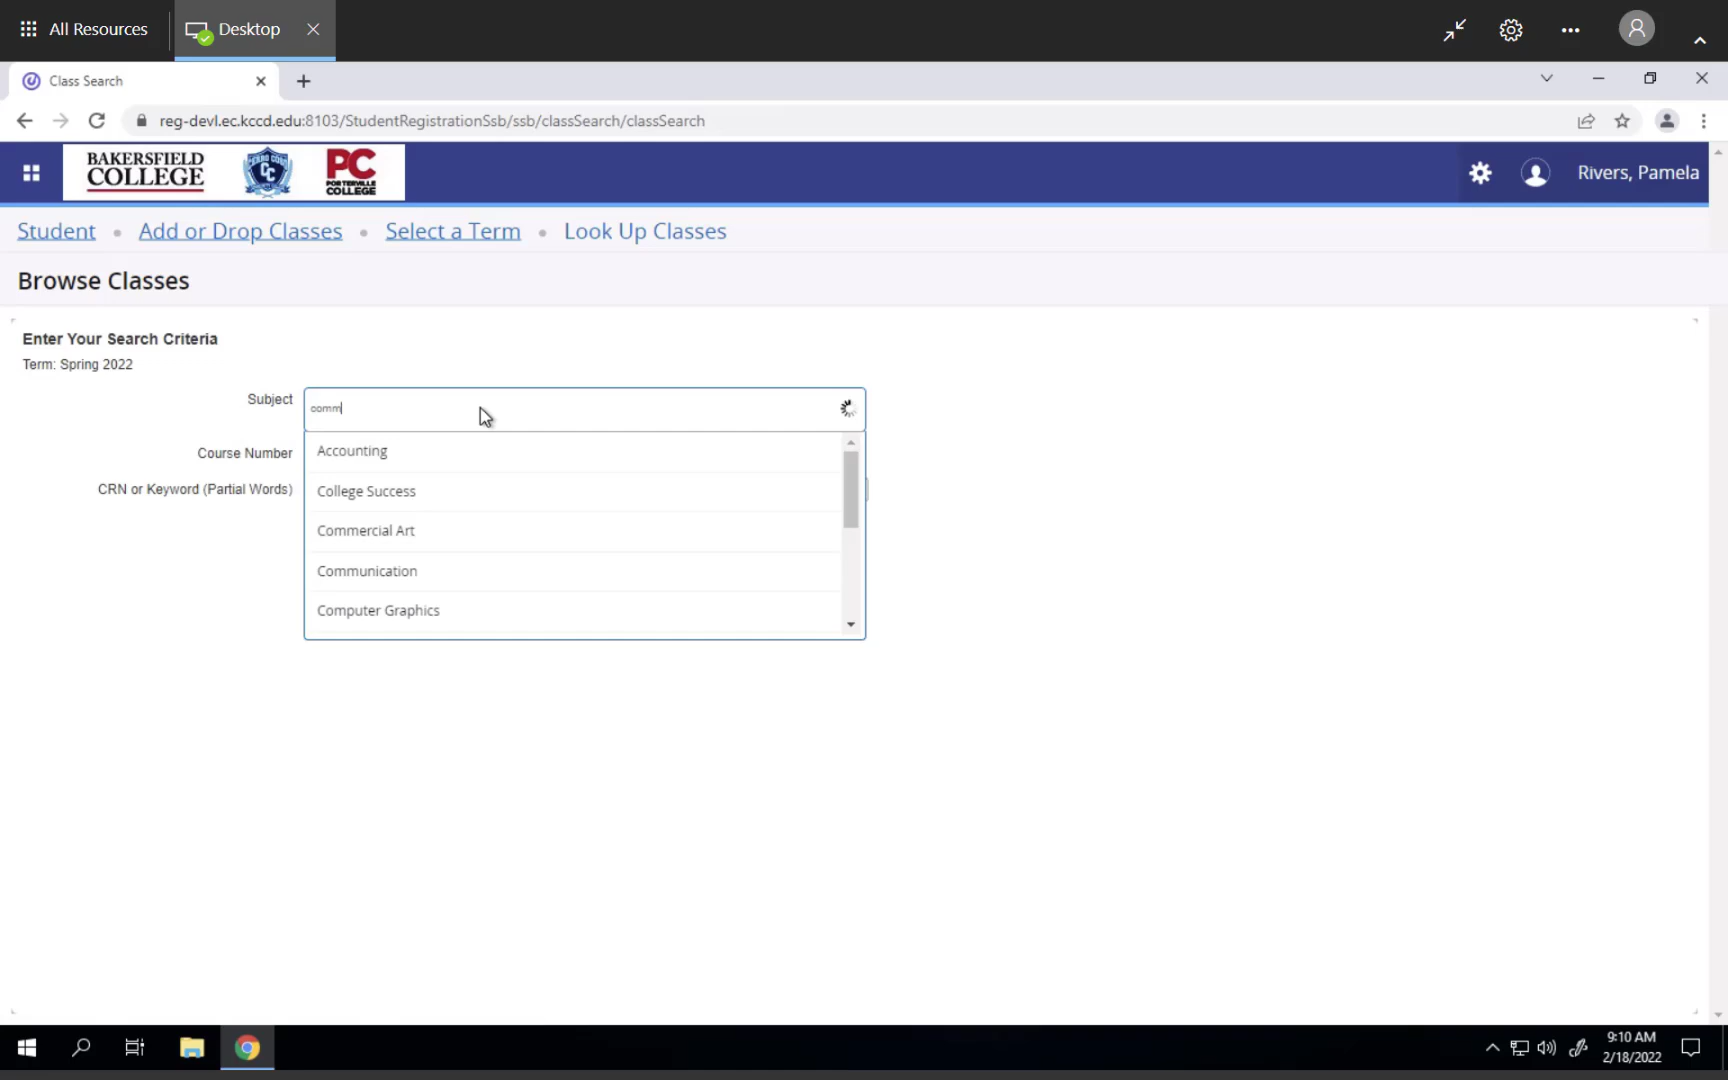 All Resources
Desktop
Class Search
reg-devl.ec.kccd.edu:8103/StudentRegistrationSsb/ssb/classSearch/classSearch
BAKERSFIELD
COLLEGE
CC
PC
PORTERVILLE
COLLEGE
Rivers, Pamela
Student • Add or Drop Classes • Select a Term • Look Up Classes
Browse Classes
Enter Your Search Criteria
Term: Spring 2022
Subject
comm
Course Number
CRN or Keyword (Partial Words)
Accounting
College Success
Commercial Art
Communication
Computer Graphics
9:10 AM
2/18/2022